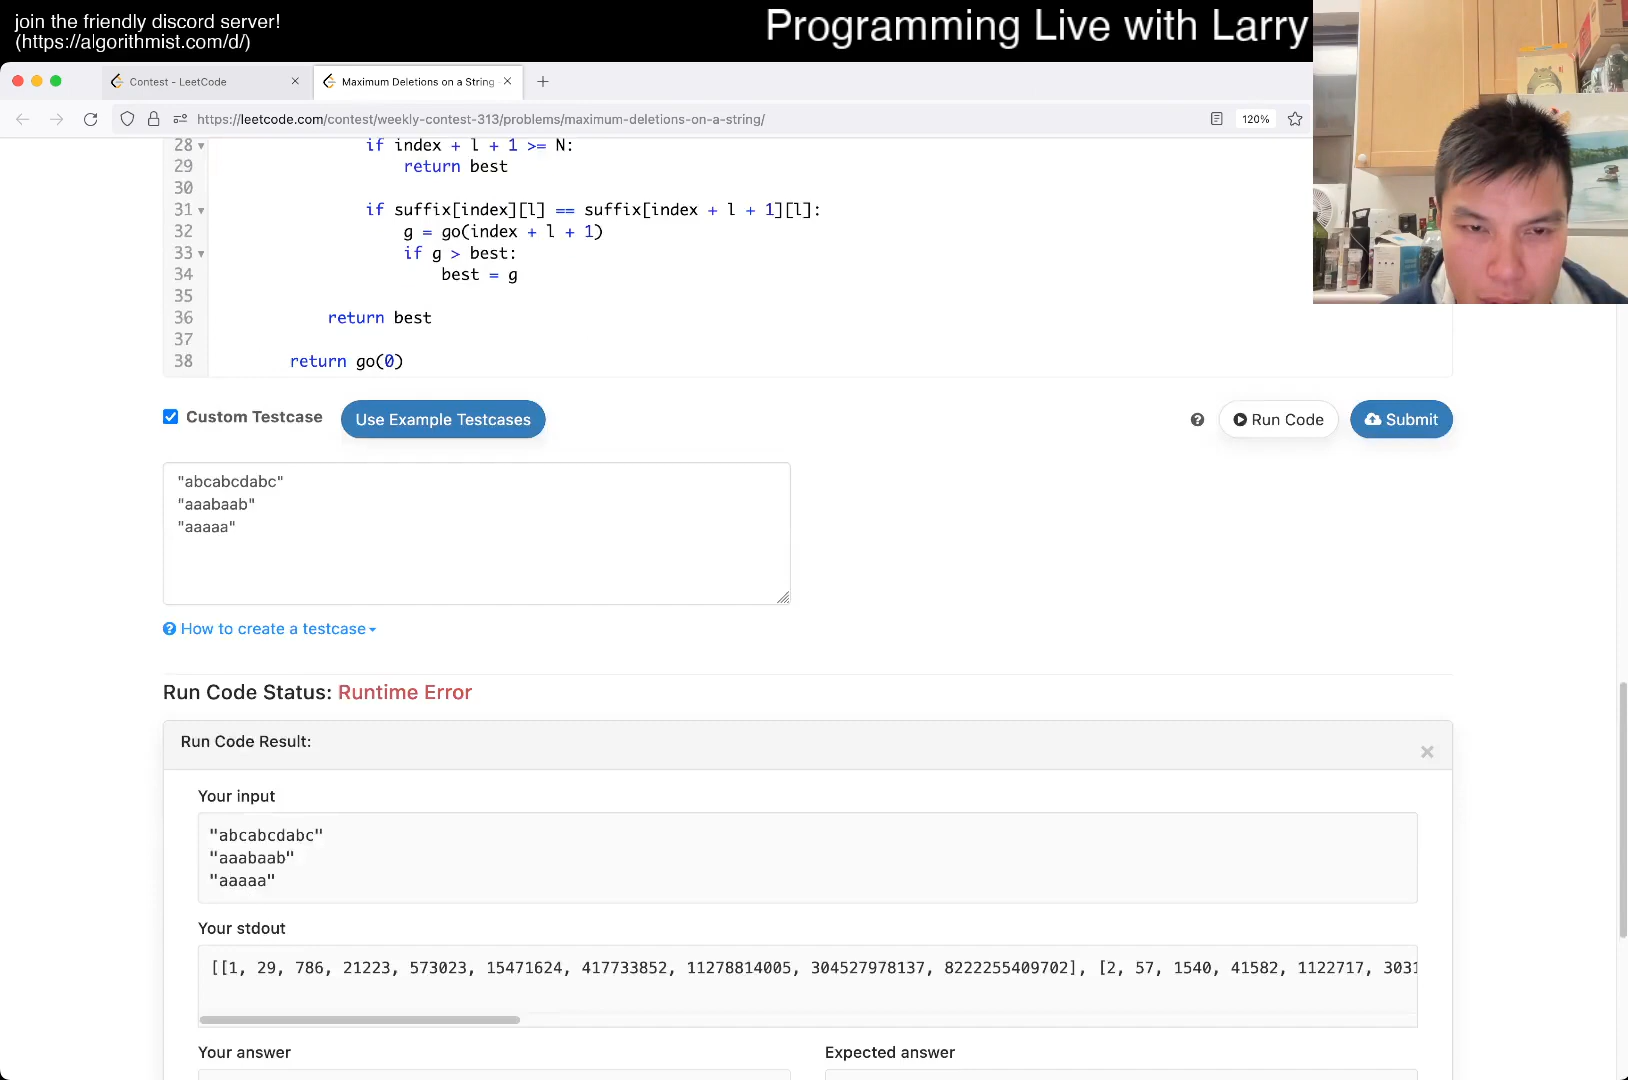 join the friendly discord server!
(https://algorithmist.com/d/)
Programming Live with Larry
Contest - LeetCode
Maximum Deletions on a String
https://leetcode.com/contest/weekly-contest-313/problems/maximum-deletions-on-a-string/
120%
28 if index + l + 1 >= N:
29 return best
30
31 if suffix[index][l] == suffix[index + l + 1][l]:
32 g = go(index + l + 1)
33 if g > best:
34 best = g
35
36 return best
37
38 return go(0)
Custom Testcase
Use Example Testcases
Run Code
Submit
"abcabcdabc"
"aaabaab"
"aaaaa"
How to create a testcase
Run Code Status: Runtime Error
Run Code Result:
Your input
"abcabcdabc"
"aaabaab"
"aaaaa"
Your stdout
[[1, 29, 786, 21223, 573023, 15471624, 417733852, 11278814005, 304527978137, 8222255409702], [2, 57, 1540, 41582, 1122717, 3031
Your answer
Expected answer